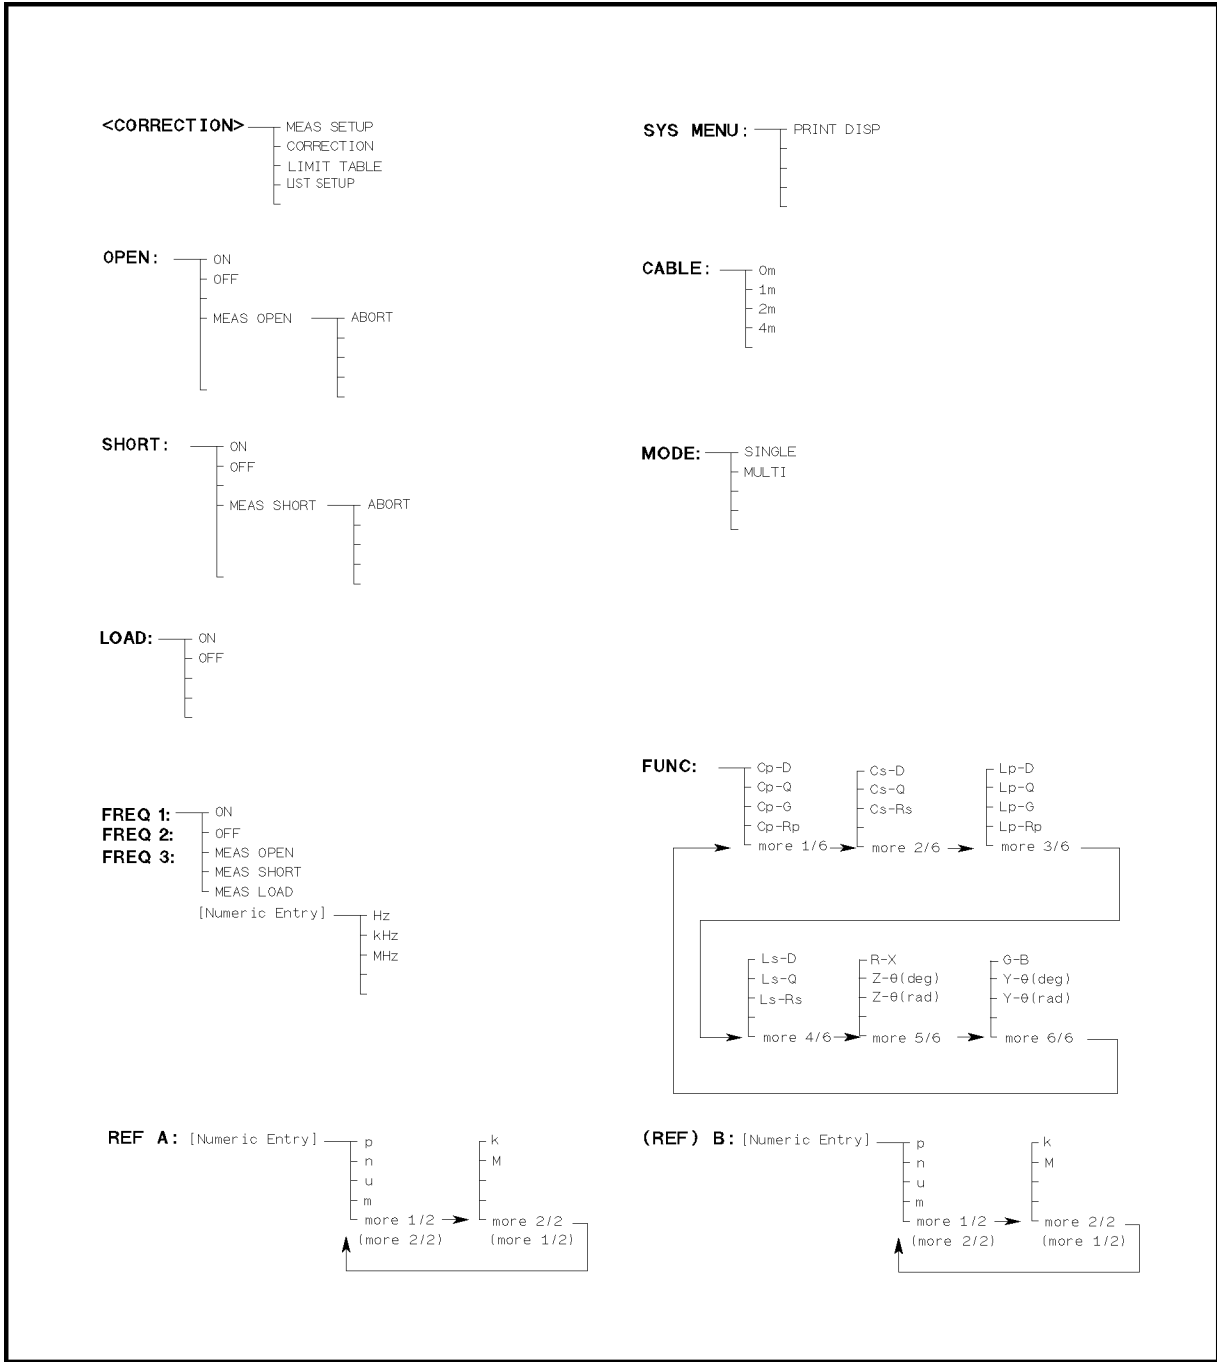 <CORRECTION>
MEAS SETUP
CORRECTION
LIMIT TABLE
LIST SETUP
SYS MENU:
PRINT DISP
OPEN:
ON
OFF
MEAS OPEN
ABORT
CABLE:
0m
1m
2m
4m
SHORT:
ON
OFF
MEAS SHORT
ABORT
MODE:
SINGLE
MULTI
LOAD:
ON
OFF
FREQ 1:
FREQ 2:
FREQ 3:
ON
OFF
MEAS OPEN
MEAS SHORT
MEAS LOAD
[Numeric Entry]
Hz
kHz
MHz
FUNC:
Cp-D
Cp-Q
Cp-G
Cp-Rp
more 1/6
Cs-D
Cs-Q
Cs-Rs
more 2/6
Lp-D
Lp-Q
Lp-G
Lp-Rp
more 3/6
Ls-D
Ls-Q
Ls-Rs
more 4/6
R-X
Z-θ(deg)
Z-θ(rad)
more 5/6
G-B
Y-θ(deg)
Y-θ(rad)
more 6/6
REF A: [Numeric Entry]
p
n
u
m
more 1/2
(more 2/2)
k
M
more 2/2
(more 1/2)
(REF) B: [Numeric Entry]
p
n
u
m
more 1/2
(more 2/2)
k
M
more 2/2
(more 1/2)